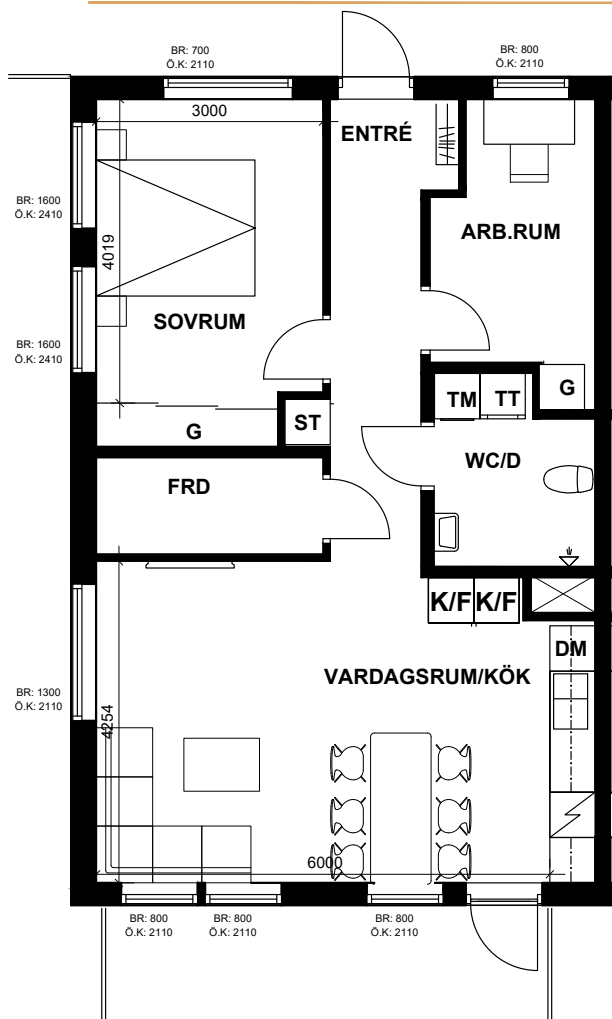 BR: 700
Ö.K: 2110
BR: 800
Ö.K: 2110
3000
ENTRÉ
BR: 1600
Ö.K: 2410
4019
ARB.RUM
SOVRUM
BR: 1600
Ö.K: 2410
TM
TT
G
ST
G
WC/D
FRD
K/F
K/F
DM
VARDAGSRUM/KÖK
BR: 1300
Ö.K: 2110
4254
6000
BR: 800
Ö.K: 2110
BR: 800
Ö.K: 2110
BR: 800
Ö.K: 2110